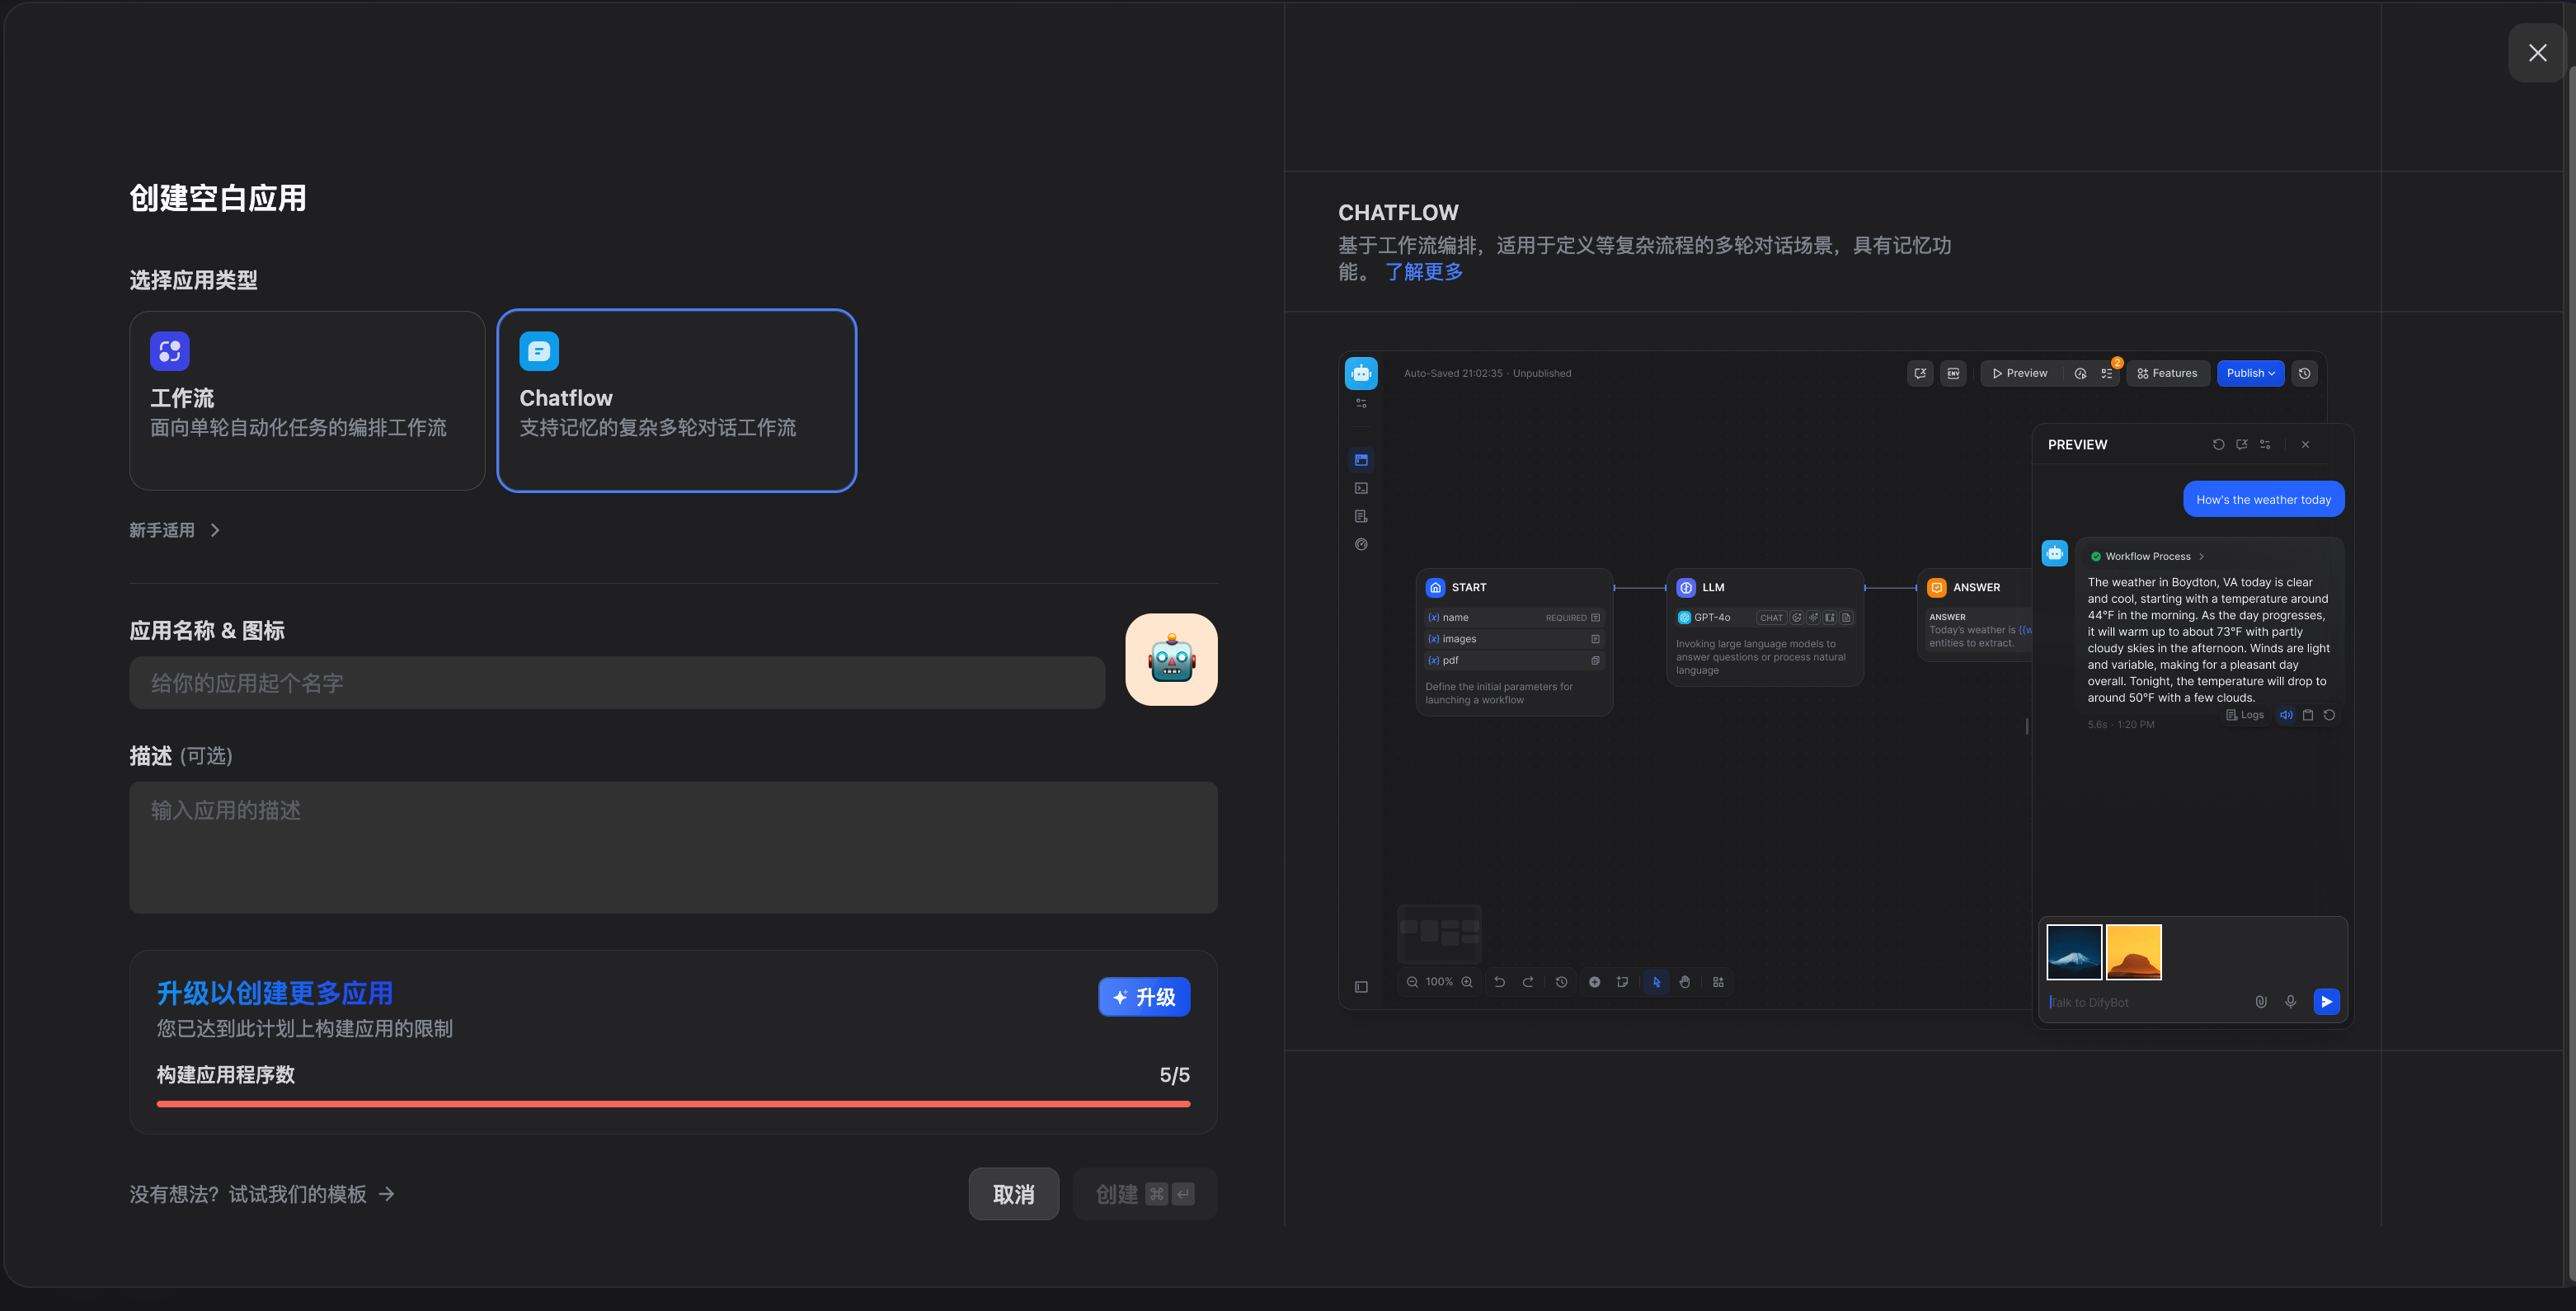 创建空白应用
选择应用类型
工作流
面向单轮自动化任务的编排工作流
Chatflow
支持记忆的复杂多轮对话工作流
新手适用
应用名称 & 图标
给你的应用起个名字
描述 (可选)
输入应用的描述
升级以创建更多应用
您已达到此计划上构建应用的限制
升级
构建应用程序数
5/5
没有想法? 试试我们的模板
取消
创建 ⌘ ↵
CHATFLOW
基于工作流编排，适用于定义等复杂流程的多轮对话场景，具有记忆功
能。 了解更多
Auto-Saved 21:02:35 · Unpublished
ENV
Preview
2
Features
Publish
START
(x) name REQUIRED
(x) images
(x) pdf
Define the initial parameters for
launching a workflow
LLM
GPT-4o CHAT
Invoking large language models to
answer questions or process natural
language
ANSWER
ANSWER
Today's weather is {{w
entities to extract.
100%
PREVIEW
How's the weather today
Workflow Process
The weather in Boydton, VA today is clear
and cool, starting with a temperature around
44°F in the morning. As the day progresses,
it will warm up to about 73°F with partly
cloudy skies in the afternoon. Winds are light
and variable, making for a pleasant day
overall. Tonight, the temperature will drop to
around 50°F with a few clouds.
Logs
5.6s · 1:20 PM
Talk to DifyBot